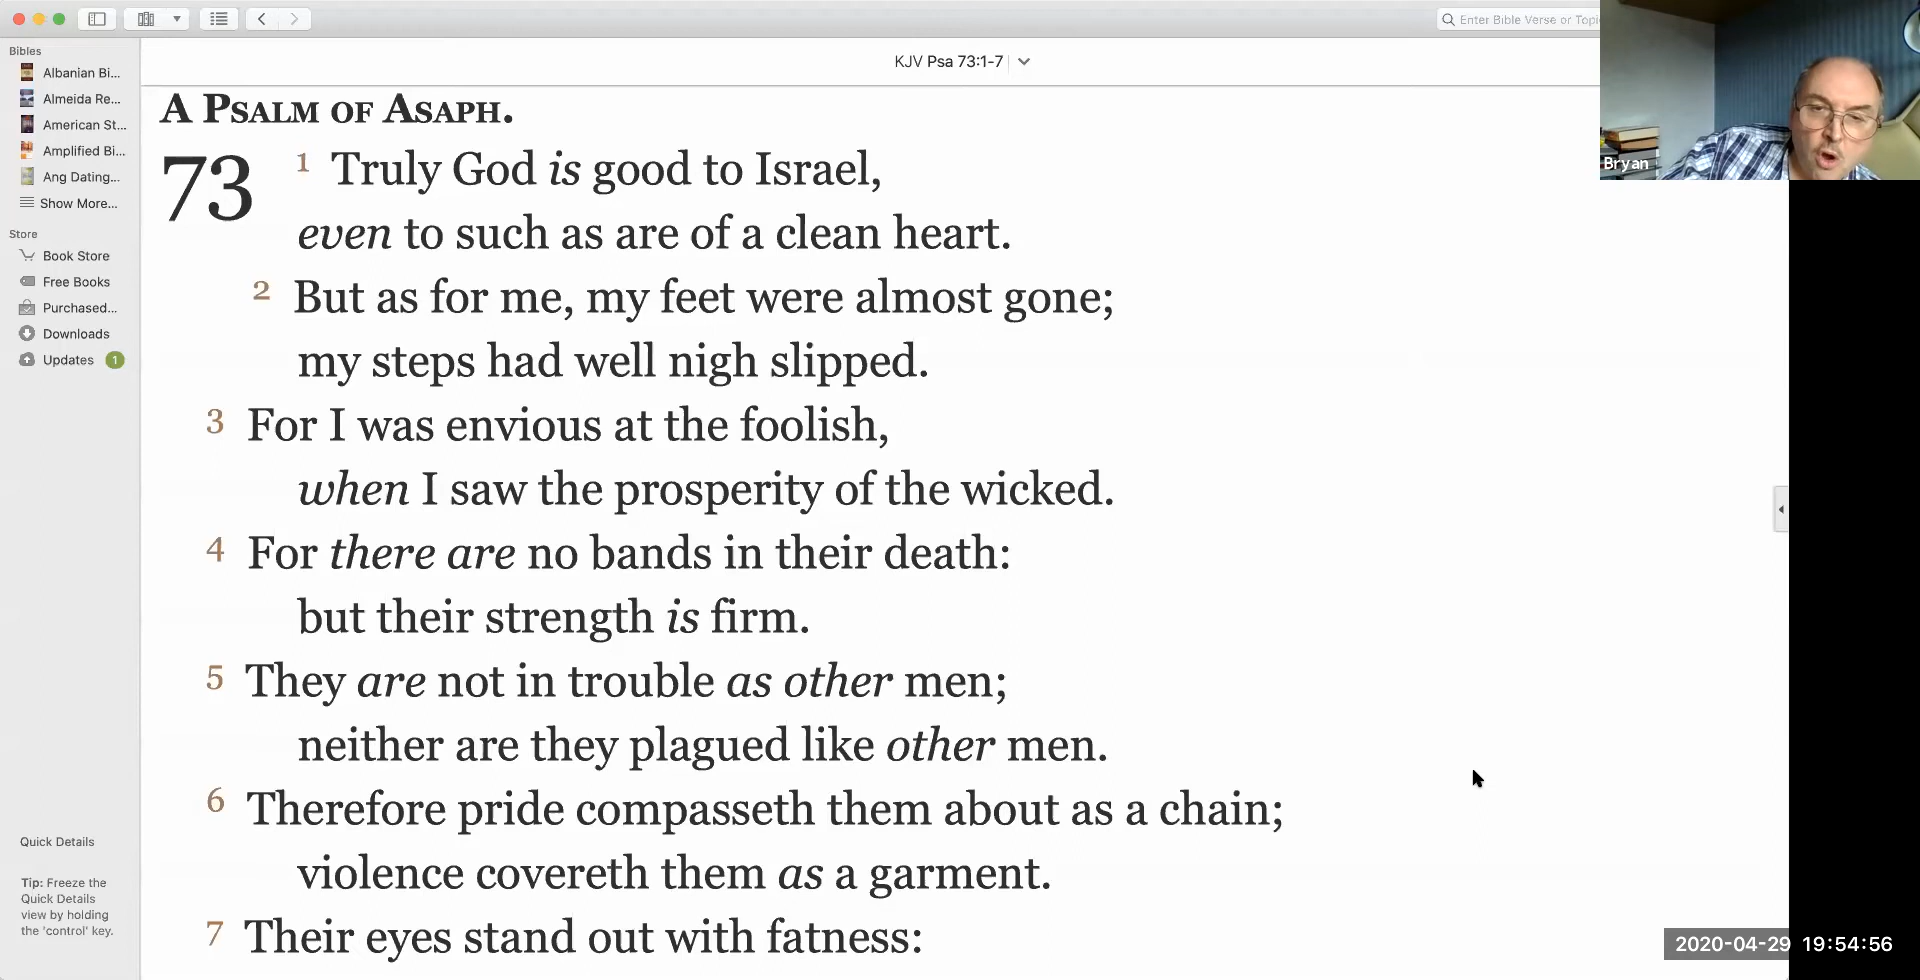 Enter Bible Verse or Topi
Bibles
Albanian Bi...
Almeida Re...
American St...
Amplified Bi...
Ang Dating...
Show More...
Store
Book Store
Free Books
Purchased...
Downloads
Updates 1
Quick Details
Tip: Freeze the
Quick Details
view by holding
the 'control' key.
KJV Psa 73:1-7
A PSALM OF ASAPH.
73 1 Truly God is good to Israel,
even to such as are of a clean heart.
2 But as for me, my feet were almost gone;
my steps had well nigh slipped.
3 For I was envious at the foolish,
when I saw the prosperity of the wicked.
4 For there are no bands in their death:
but their strength is firm.
5 They are not in trouble as other men;
neither are they plagued like other men.
6 Therefore pride compasseth them about as a chain;
violence covereth them as a garment.
7 Their eyes stand out with fatness:
Bryan
2020-04-29 19:54:56